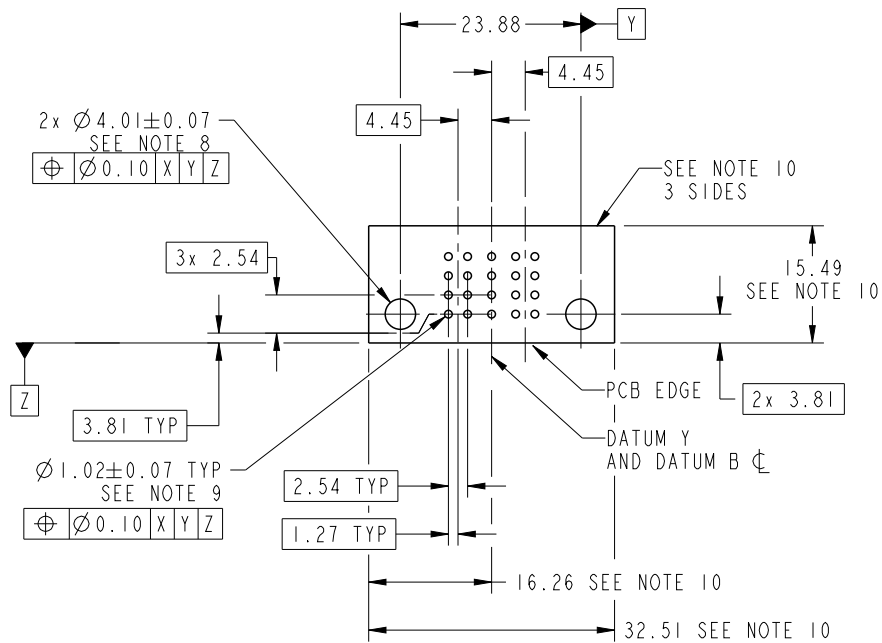 23.88
Y
4.45
4.45
2x Ø4.01±0.07
SEE NOTE 8
⌖ Ø0.10 X Y Z
SEE NOTE 10
3 SIDES
3x 2.54
15.49
SEE NOTE 10
Z
PCB EDGE
2x 3.81
3.81 TYP
DATUM Y
AND DATUM B ℄
Ø1.02±0.07 TYP
SEE NOTE 9
⌖ Ø0.10 X Y Z
2.54 TYP
1.27 TYP
16.26 SEE NOTE 10
32.51 SEE NOTE 10